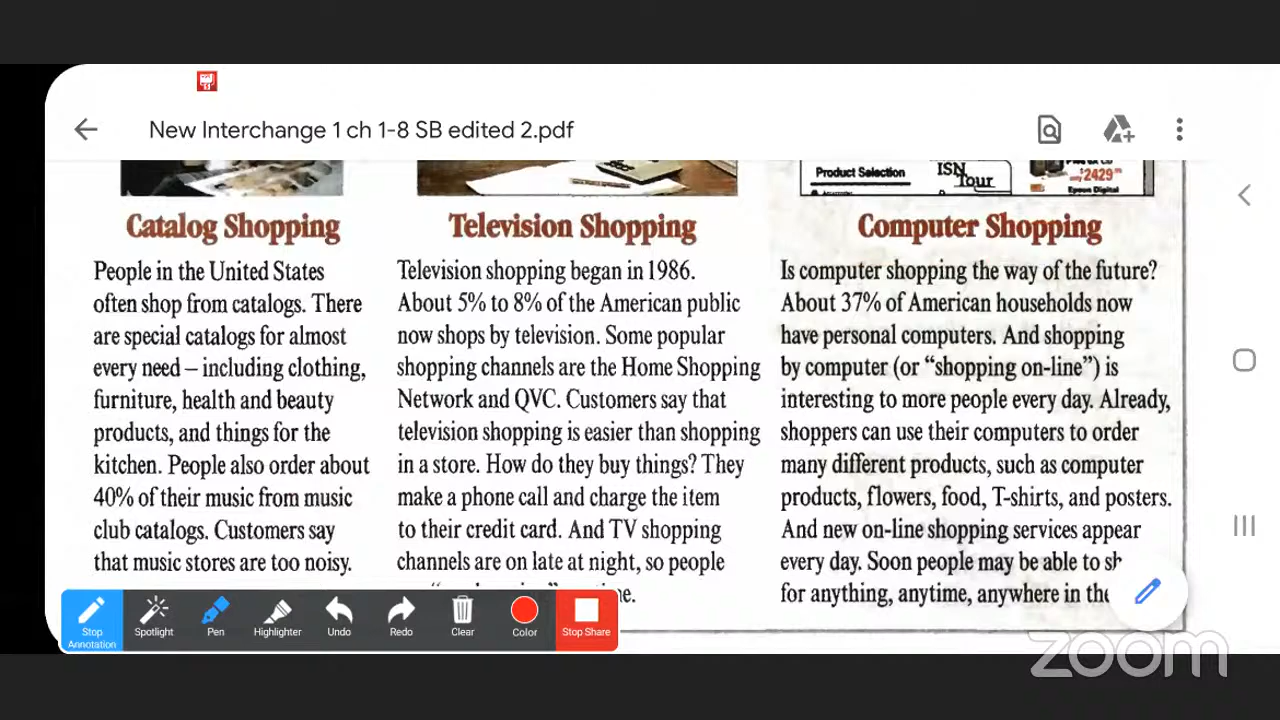 New Interchange 1 ch 1-8 SB edited 2.pdf
Product Selection
ISN
Tour
$2429
Epson Digital
Catalog Shopping
People in the United States
often shop from catalogs. There
are special catalogs for almost
every need – including clothing,
furniture, health and beauty
products, and things for the
kitchen. People also order about
40% of their music from music
club catalogs. Customers say
that music stores are too noisy.
Television Shopping
Television shopping began in 1986.
About 5% to 8% of the American public
now shops by television. Some popular
shopping channels are the Home Shopping
Network and QVC. Customers say that
television shopping is easier than shopping
in a store. How do they buy things? They
make a phone call and charge the item
to their credit card. And TV shopping
channels are on late at night, so people
Computer Shopping
Is computer shopping the way of the future?
About 37% of American households now
have personal computers. And shopping
by computer (or “shopping on-line”) is
interesting to more people every day. Already,
shoppers can use their computers to order
many different products, such as computer
products, flowers, food, T-shirts, and posters.
And new on-line shopping services appear
every day. Soon people may be able to
for anything, anytime, anywhere in
Stop Annotation
Spotlight
Pen
Highlighter
Undo
Redo
Clear
Color
Stop Share
zoom